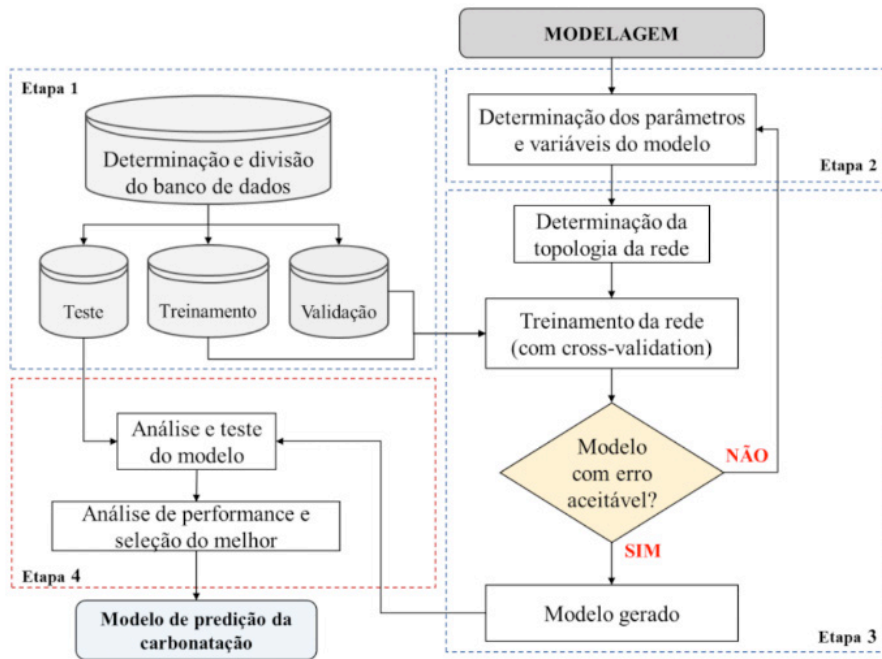 MODELAGEM
Etapa 1
Determinação e divisão
do banco de dados
Teste
Treinamento
Validação
Determinação dos parâmetros
e variáveis do modelo
Etapa 2
Determinação da
topologia da rede
Treinamento da rede
(com cross-validation)
Modelo
com erro
aceitável?
NÃO
SIM
Modelo gerado
Etapa 3
Análise e teste
do modelo
Análise de performance e
seleção do melhor
Etapa 4
Modelo de predição da
carbonatação